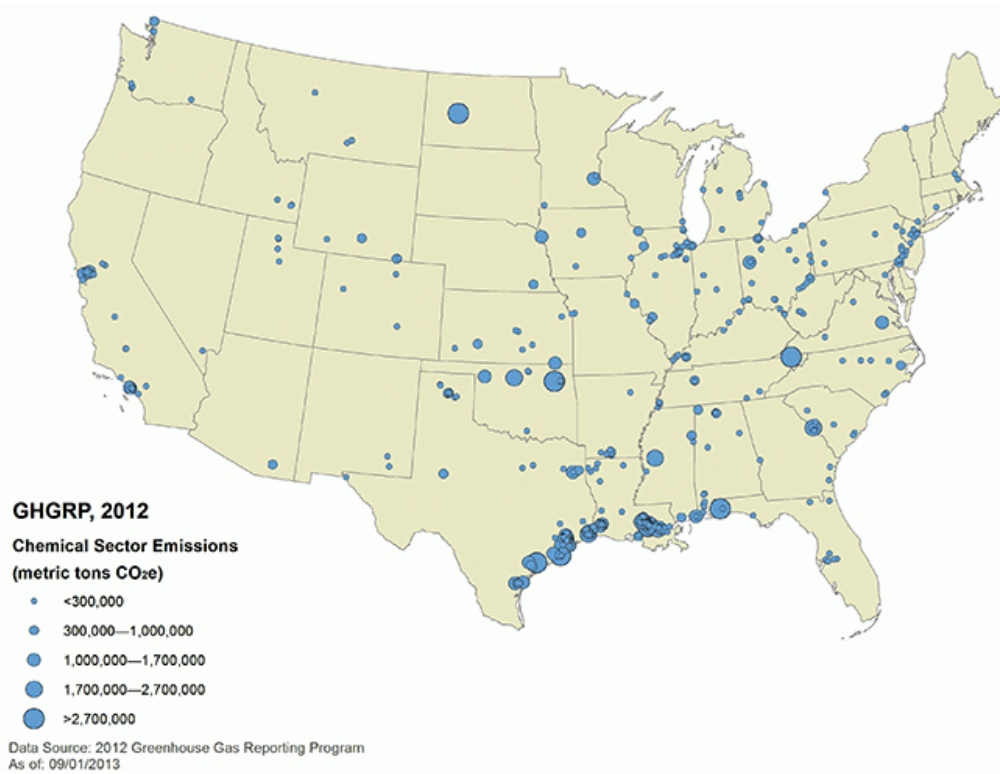 GHGRP, 2012
Chemical Sector Emissions
(metric tons CO₂e)
<300,000
300,000—1,000,000
1,000,000—1,700,000
1,700,000—2,700,000
>2,700,000
Data Source: 2012 Greenhouse Gas Reporting Program
As of: 09/01/2013